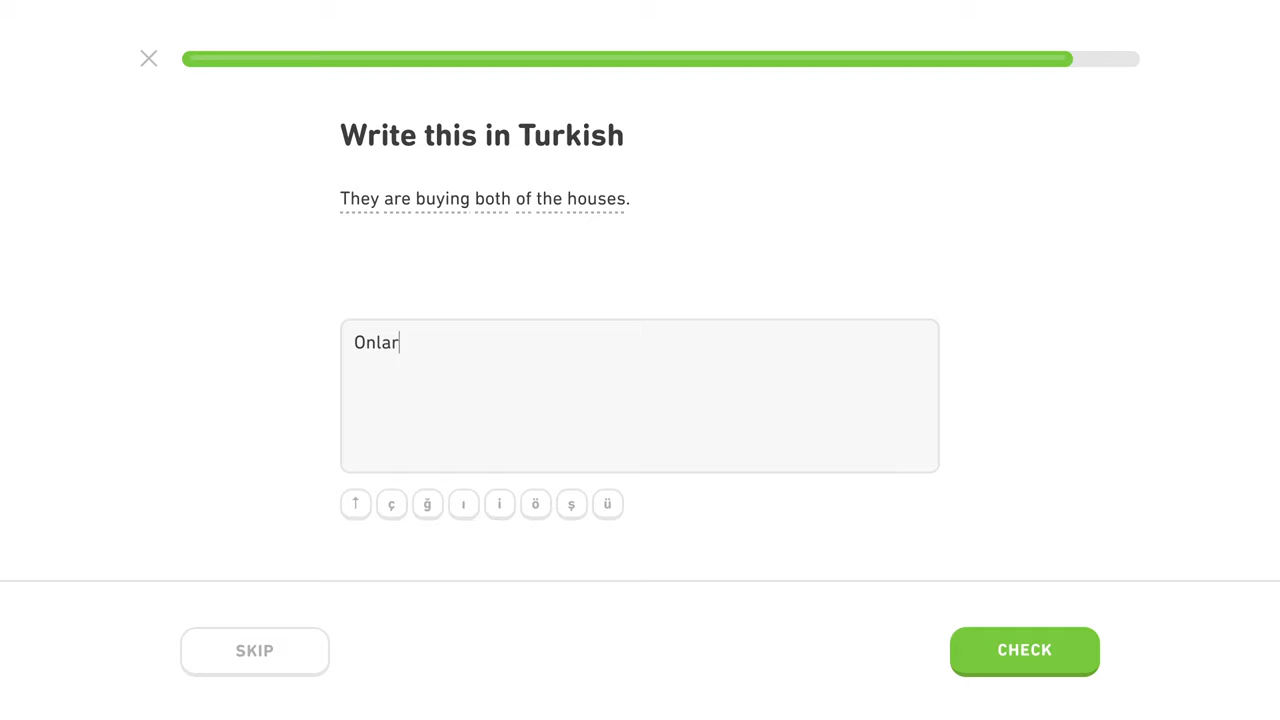 Write this in Turkish
They are buying both of the houses.
Onlar
↑ ç ğ ı i ö ş ü
SKIP
CHECK